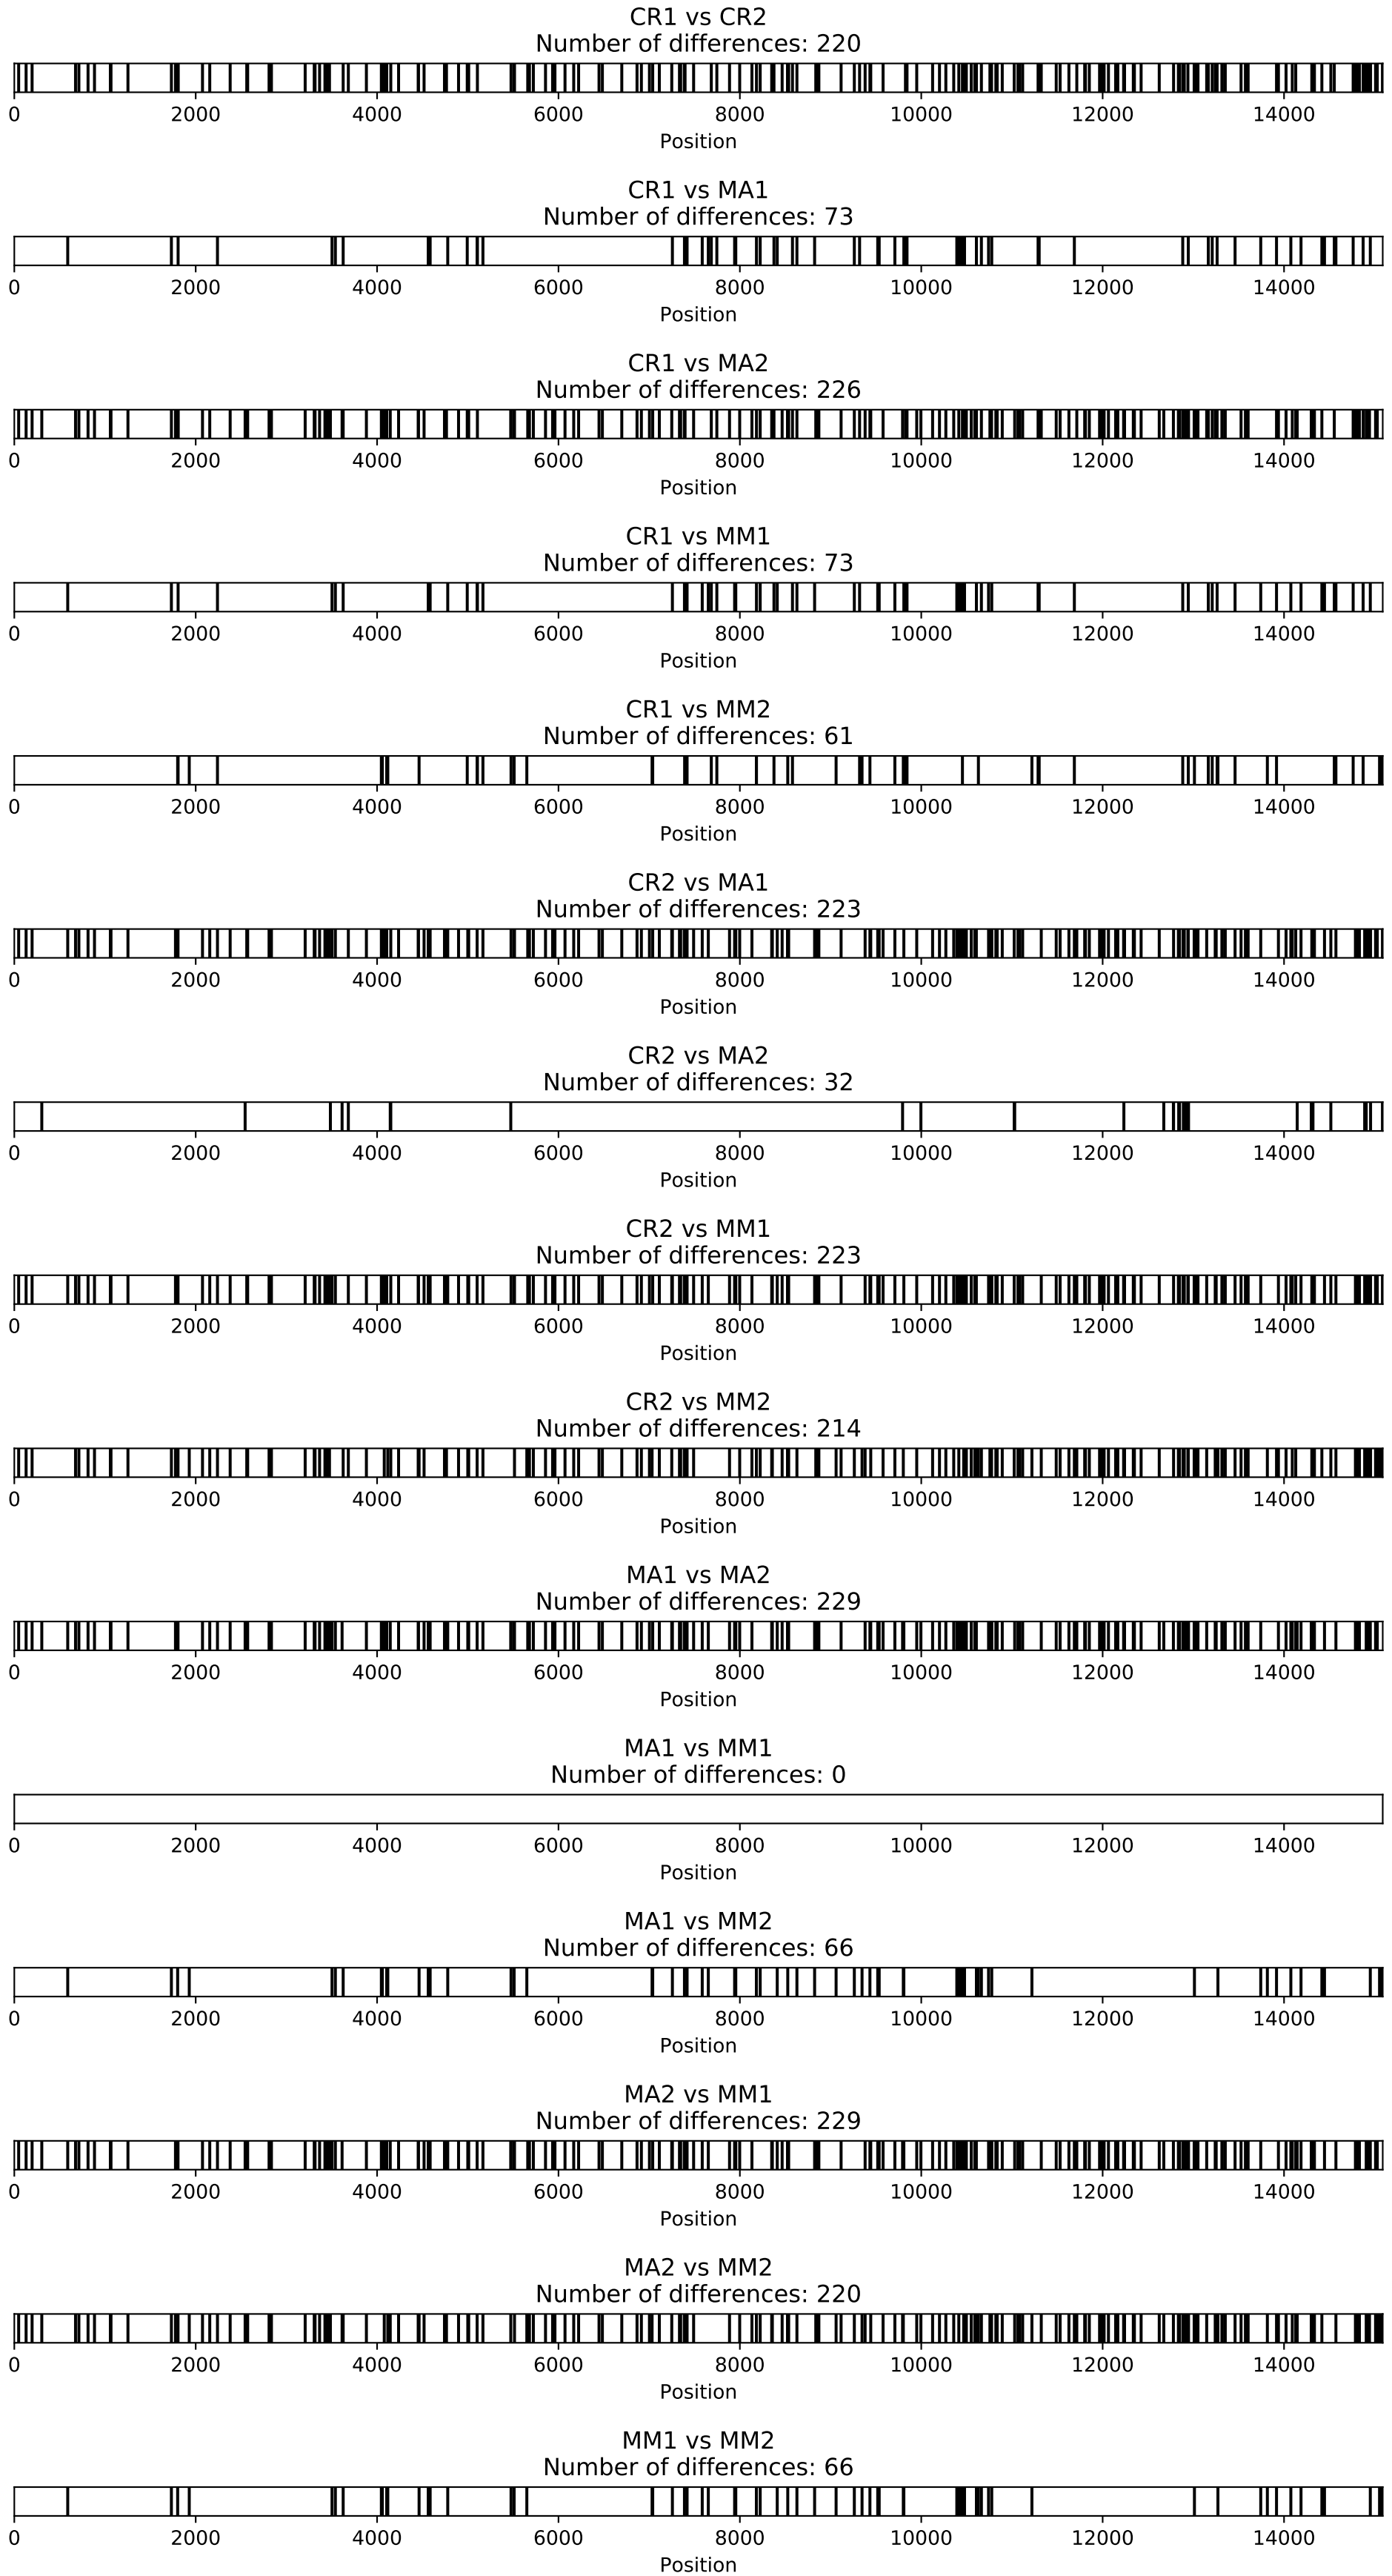 CR1 vs CR2
Number of differences: 220
0 2000 4000 6000 8000 10000 12000 14000
Position
CR1 vs MA1
Number of differences: 73
0 2000 4000 6000 8000 10000 12000 14000
Position
CR1 vs MA2
Number of differences: 226
0 2000 4000 6000 8000 10000 12000 14000
Position
CR1 vs MM1
Number of differences: 73
0 2000 4000 6000 8000 10000 12000 14000
Position
CR1 vs MM2
Number of differences: 61
0 2000 4000 6000 8000 10000 12000 14000
Position
CR2 vs MA1
Number of differences: 223
0 2000 4000 6000 8000 10000 12000 14000
Position
CR2 vs MA2
Number of differences: 32
0 2000 4000 6000 8000 10000 12000 14000
Position
CR2 vs MM1
Number of differences: 223
0 2000 4000 6000 8000 10000 12000 14000
Position
CR2 vs MM2
Number of differences: 214
0 2000 4000 6000 8000 10000 12000 14000
Position
MA1 vs MA2
Number of differences: 229
0 2000 4000 6000 8000 10000 12000 14000
Position
MA1 vs MM1
Number of differences: 0
0 2000 4000 6000 8000 10000 12000 14000
Position
MA1 vs MM2
Number of differences: 66
0 2000 4000 6000 8000 10000 12000 14000
Position
MA2 vs MM1
Number of differences: 229
0 2000 4000 6000 8000 10000 12000 14000
Position
MA2 vs MM2
Number of differences: 220
0 2000 4000 6000 8000 10000 12000 14000
Position
MM1 vs MM2
Number of differences: 66
0 2000 4000 6000 8000 10000 12000 14000
Position